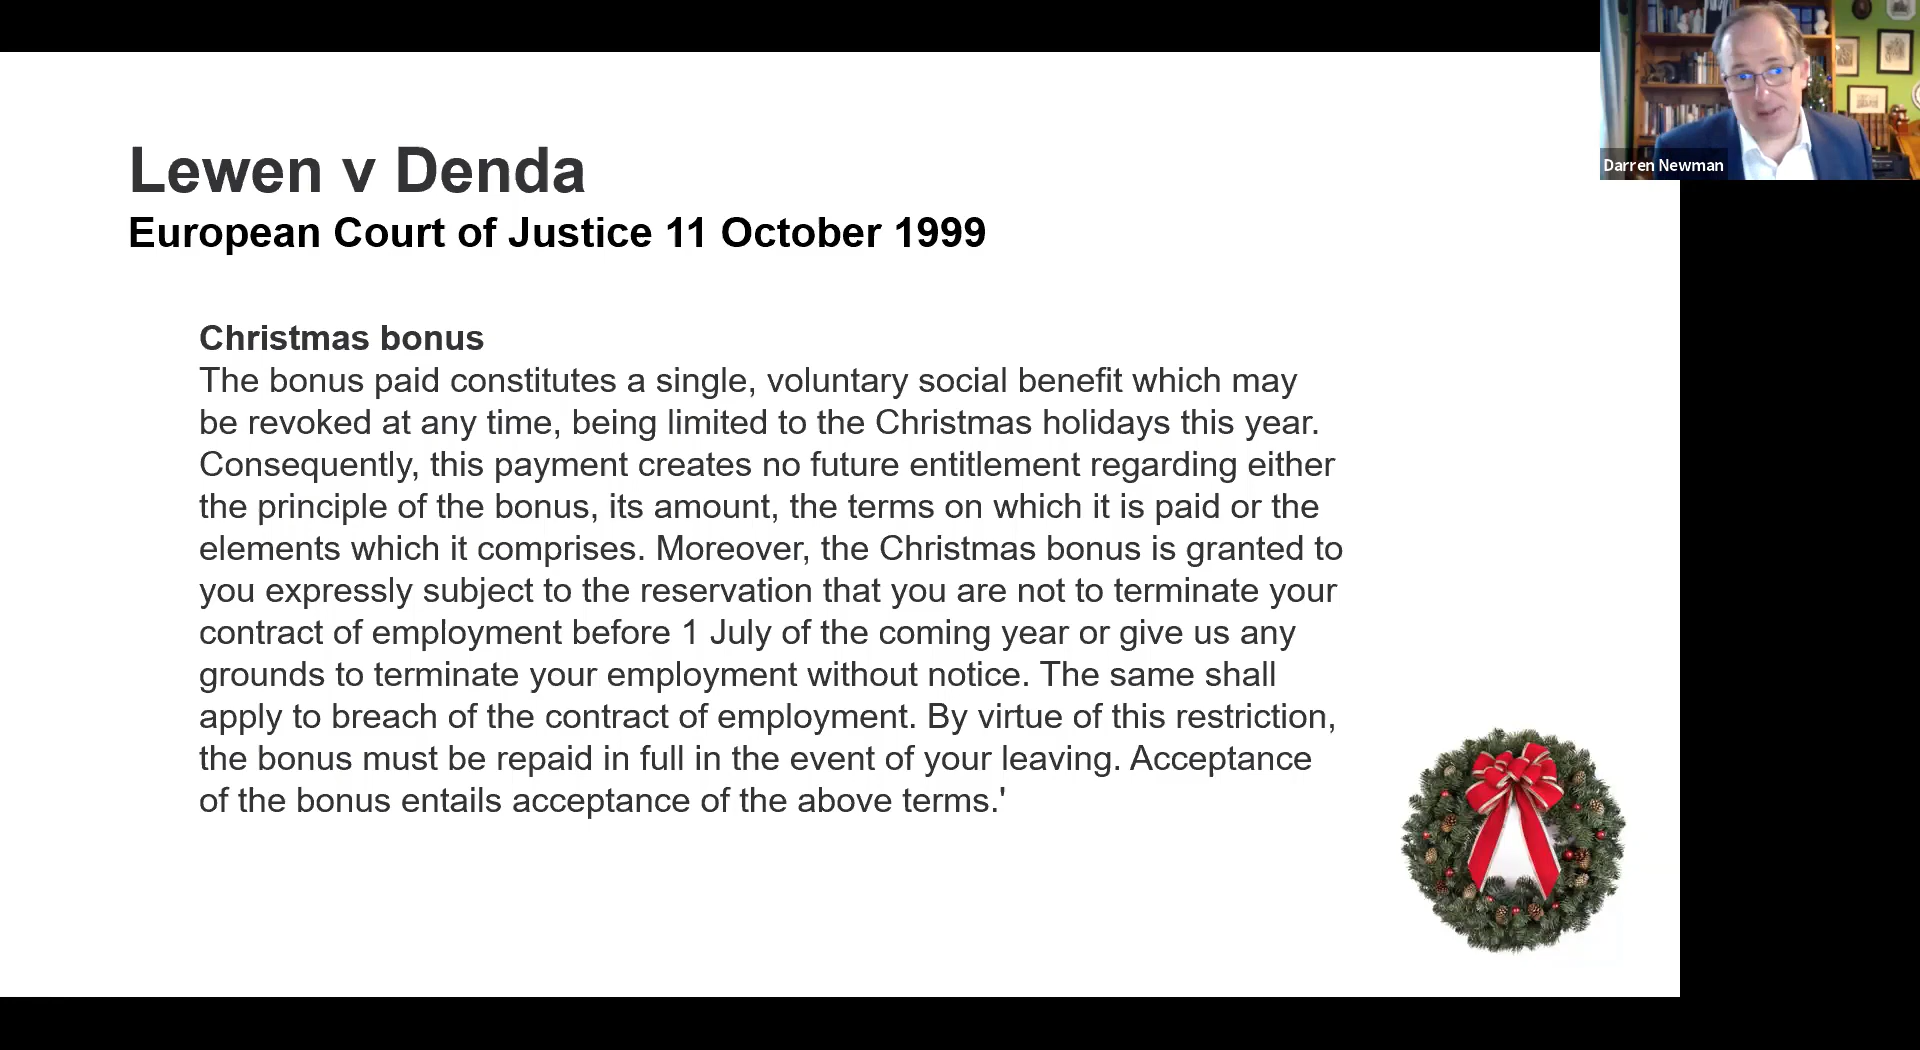 Lewen v Denda
European Court of Justice 11 October 1999
Christmas bonus
The bonus paid constitutes a single, voluntary social benefit which may
be revoked at any time, being limited to the Christmas holidays this year.
Consequently, this payment creates no future entitlement regarding either
the principle of the bonus, its amount, the terms on which it is paid or the
elements which it comprises. Moreover, the Christmas bonus is granted to
you expressly subject to the reservation that you are not to terminate your
contract of employment before 1 July of the coming year or give us any
grounds to terminate your employment without notice. The same shall
apply to breach of the contract of employment. By virtue of this restriction,
the bonus must be repaid in full in the event of your leaving. Acceptance
of the bonus entails acceptance of the above terms.'
Darren Newman